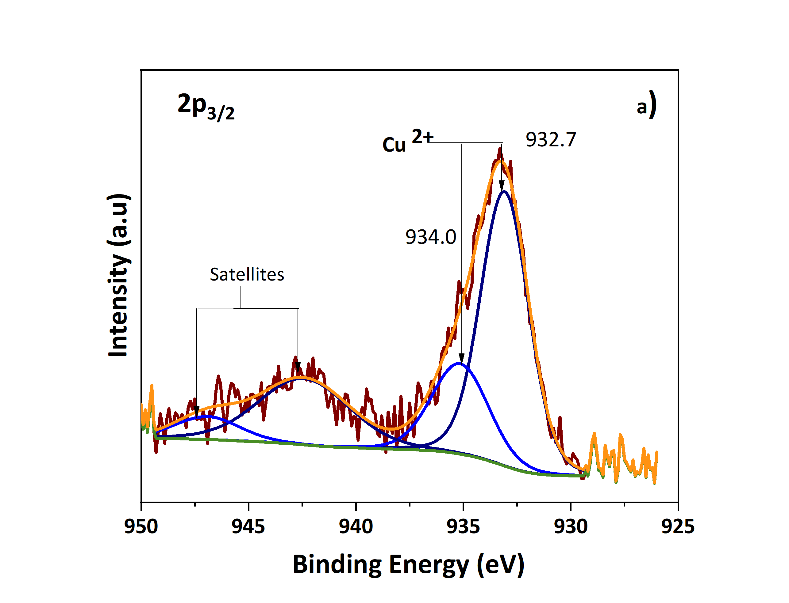 2p3/2
a)
Cu 2+
932.7
934.0
Satellites
Intensity (a.u)
950 945 940 935 930 925
Binding Energy (eV)